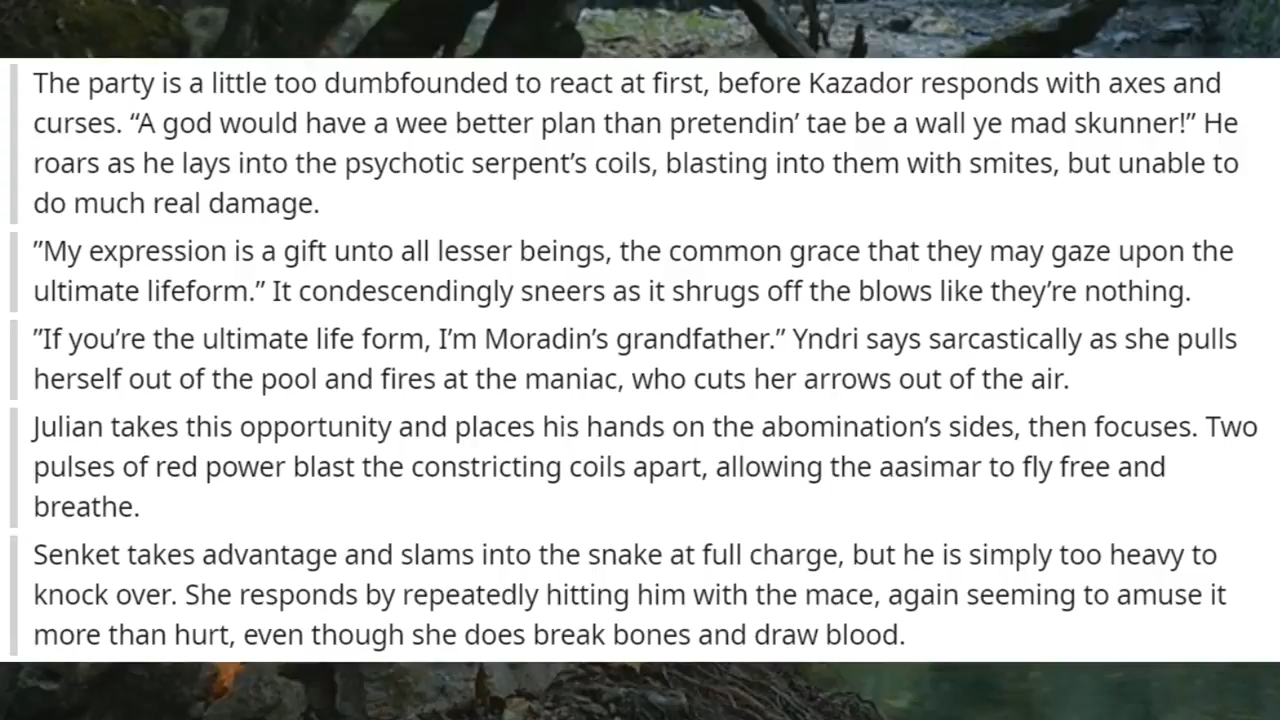 The party is a little too dumbfounded to react at first, before Kazador responds with axes and
curses. “A god would have a wee better plan than pretendin’ tae be a wall ye mad skunner!” He
roars as he lays into the psychotic serpent’s coils, blasting into them with smites, but unable to
do much real damage.
”My expression is a gift unto all lesser beings, the common grace that they may gaze upon the
ultimate lifeform.” It condescendingly sneers as it shrugs off the blows like they’re nothing.
”If you’re the ultimate life form, I’m Moradin’s grandfather.” Yndri says sarcastically as she pulls
herself out of the pool and fires at the maniac, who cuts her arrows out of the air.
Julian takes this opportunity and places his hands on the abomination’s sides, then focuses. Two
pulses of red power blast the constricting coils apart, allowing the aasimar to fly free and
breathe.
Senket takes advantage and slams into the snake at full charge, but he is simply too heavy to
knock over. She responds by repeatedly hitting him with the mace, again seeming to amuse it
more than hurt, even though she does break bones and draw blood.